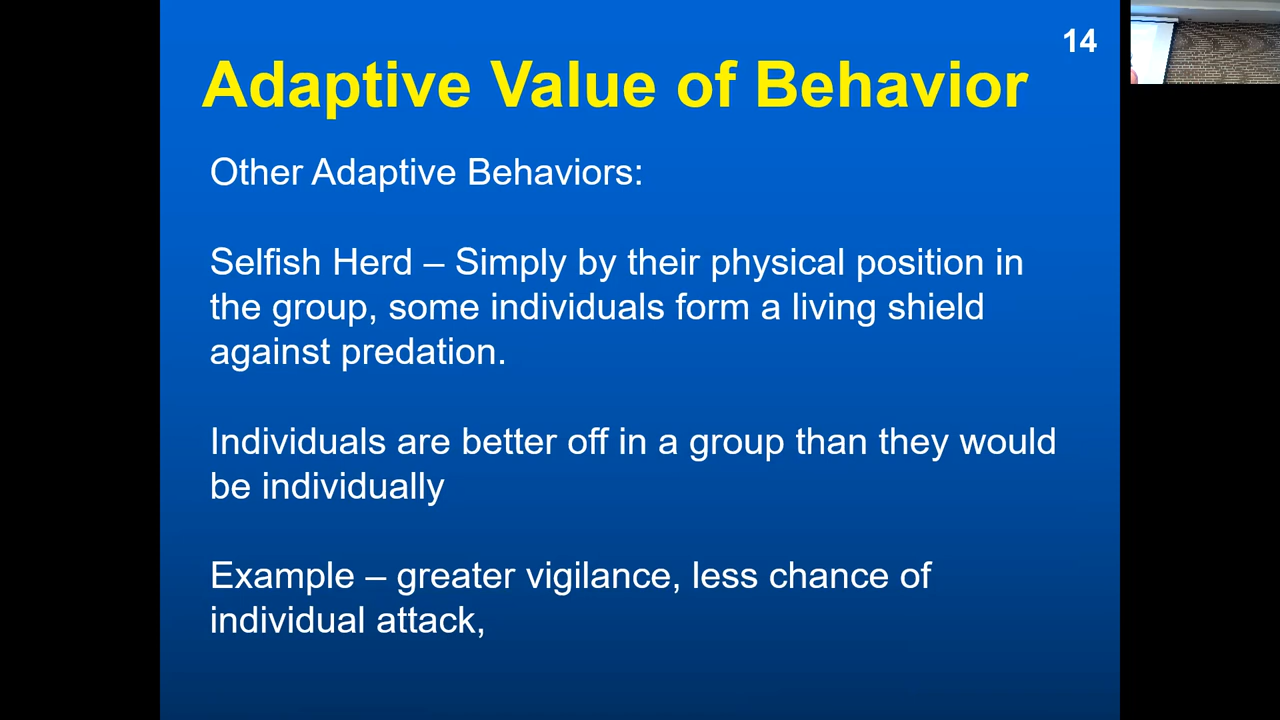 14
Adaptive Value of Behavior
Other Adaptive Behaviors:
Selfish Herd – Simply by their physical position in
the group, some individuals form a living shield
against predation.
Individuals are better off in a group than they would
be individually
Example – greater vigilance, less chance of
individual attack,